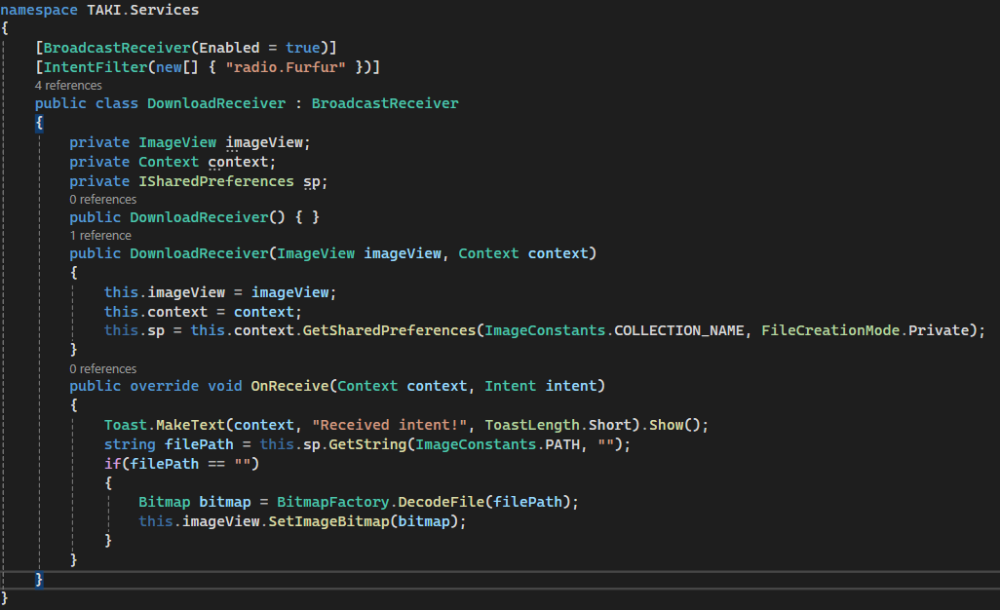 namespace TAKI.Services
{
[BroadcastReceiver(Enabled = true)]
[IntentFilter(new[] { "radio.Furfur" })]
4 references
public class DownloadReceiver : BroadcastReceiver
{
private ImageView imageView;
private Context context;
private ISharedPreferences sp;
0 references
public DownloadReceiver() { }
1 reference
public DownloadReceiver(ImageView imageView, Context context)
{
this.imageView = imageView;
this.context = context;
this.sp = this.context.GetSharedPreferences(ImageConstants.COLLECTION_NAME, FileCreationMode.Private);
}
0 references
public override void OnReceive(Context context, Intent intent)
{
Toast.MakeText(context, "Received intent!", ToastLength.Short).Show();
string filePath = this.sp.GetString(ImageConstants.PATH, "");
if(filePath == "")
{
Bitmap bitmap = BitmapFactory.DecodeFile(filePath);
this.imageView.SetImageBitmap(bitmap);
}
}
}
}